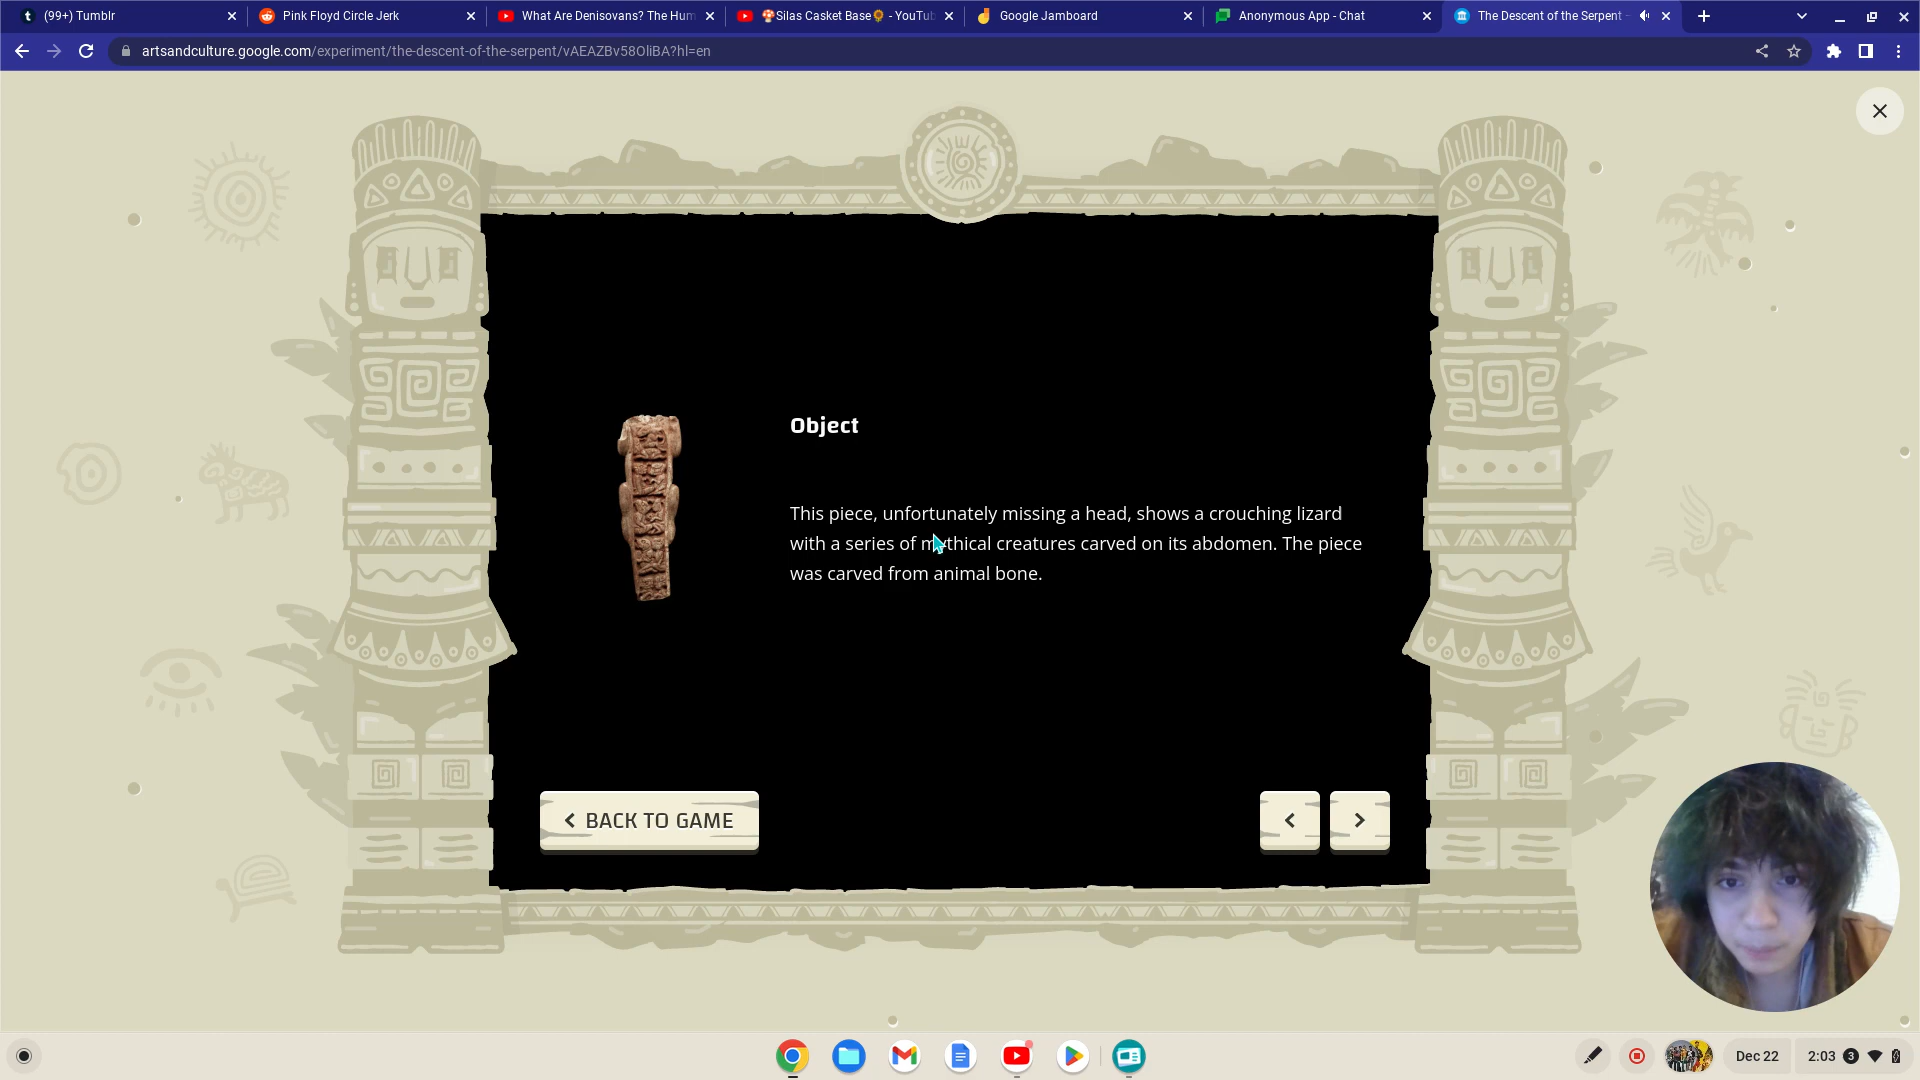 (99+) Tumblr
Pink Floyd Circle Jerk
What Are Denisovans? The Hum
🍄Silas Casket Base🌻 - YouTub
Google Jamboard
Anonymous App - Chat
The Descent of the Serpent -
artsandculture.google.com/experiment/the-descent-of-the-serpent/vAEAZBv58OliBA?hl=en
Object
This piece, unfortunately missing a head, shows a crouching lizard
with a series of mythical creatures carved on its abdomen. The piece
was carved from animal bone.
BACK TO GAME
Dec 22
2:03
3